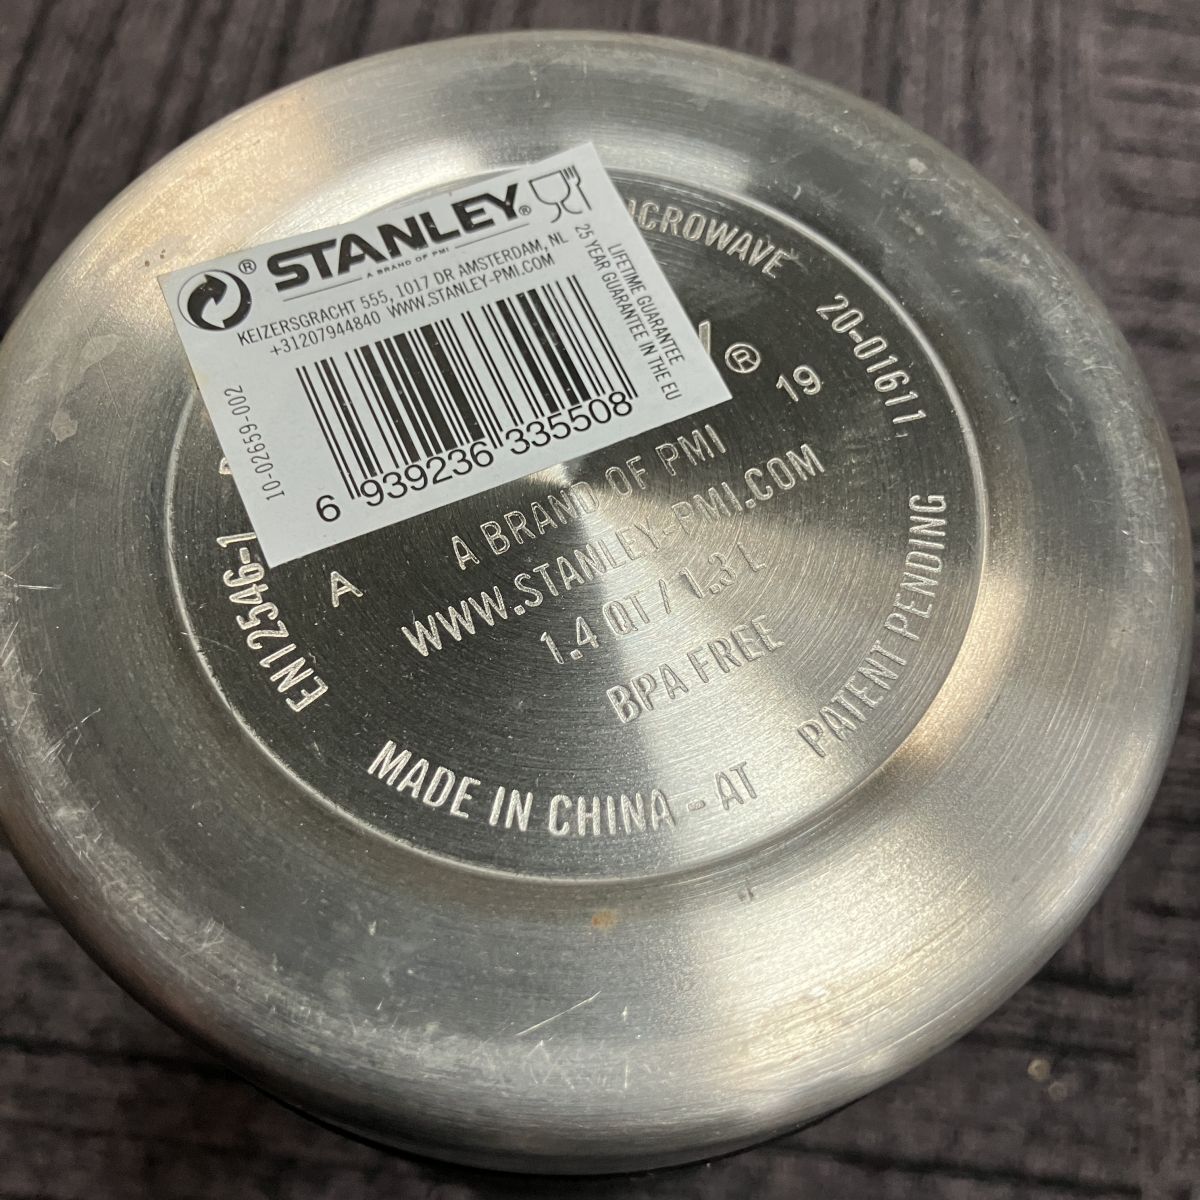 STANLEY®
A BRAND OF PMI
KEIZERSGRACHT 555, 1017 DR AMSTERDAM, NL
+31207944840 WWW.STANLEY-PMI.COM
LIFETIME GUARANTEE
25 YEAR GUARANTEE IN THE EU
10-02659-002
6 939236 335508
®
19
20-01611
A
A BRAND OF PMI
WWW.STANLEY-PMI.COM
1.4 QT / 1.3 L
BPA FREE
EN12546-1
MADE IN CHINA - AT
PATENT PENDING